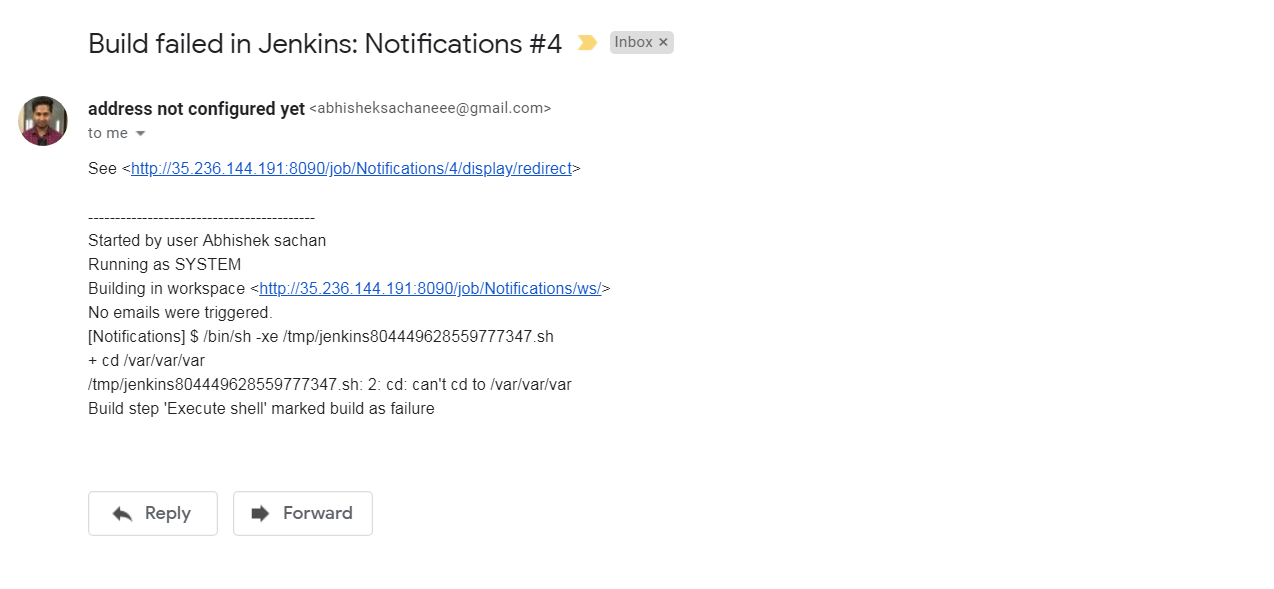 Build failed in Jenkins: Notifications #4 Inbox ×
address not configured yet <abhisheksachaneee@gmail.com>
to me
See <http://35.236.144.191:8090/job/Notifications/4/display/redirect>
------------------------------------------
Started by user Abhishek sachan
Running as SYSTEM
Building in workspace <http://35.236.144.191:8090/job/Notifications/ws/>
No emails were triggered.
[Notifications] $ /bin/sh -xe /tmp/jenkins804449628559777347.sh
+ cd /var/var/var
/tmp/jenkins804449628559777347.sh: 2: cd: can't cd to /var/var/var
Build step 'Execute shell' marked build as failure
Reply Forward